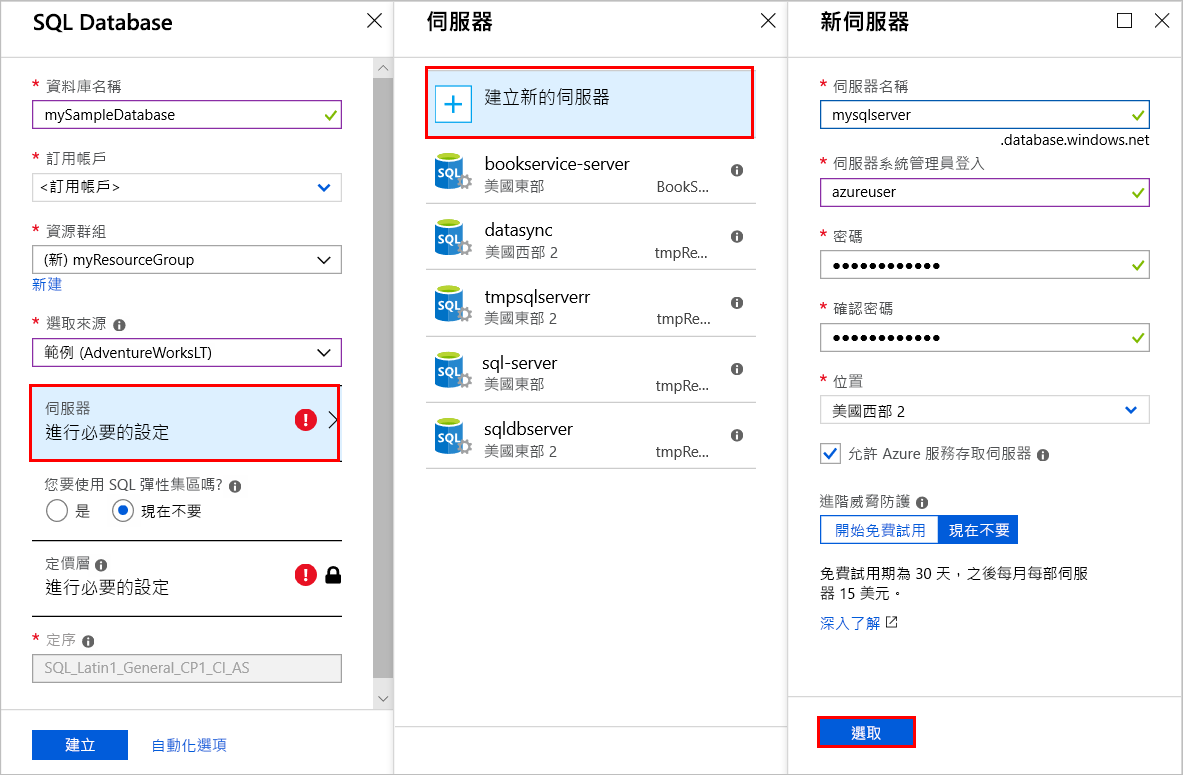 SQL Database
* 資料庫名稱
mySampleDatabase
* 訂用帳戶
<訂用帳戶>
* 資源群組
(新) myResourceGroup
新建
* 選取來源
範例 (AdventureWorksLT)
伺服器
進行必要的設定
您要使用 SQL 彈性集區嗎?
是 現在不要
定價層
進行必要的設定
* 定序
SQL_Latin1_General_CP1_CI_AS
建立 自動化選項
伺服器
建立新的伺服器
bookservice-server
美國東部 BookS...
datasync
美國西部 2 tmpRe...
tmpsqlserverr
美國東部 2 tmpRe...
sql-server
美國東部 tmpRe...
sqldbserver
美國東部 2 tmpRe...
新伺服器
* 伺服器名稱
mysqlserver
.database.windows.net
* 伺服器系統管理員登入
azureuser
* 密碼
* 確認密碼
* 位置
美國西部 2
允許 Azure 服務存取伺服器
進階威脅防護
開始免費試用 現在不要
免費試用期為 30 天，之後每月每部伺服
器 15 美元。
深入了解
選取